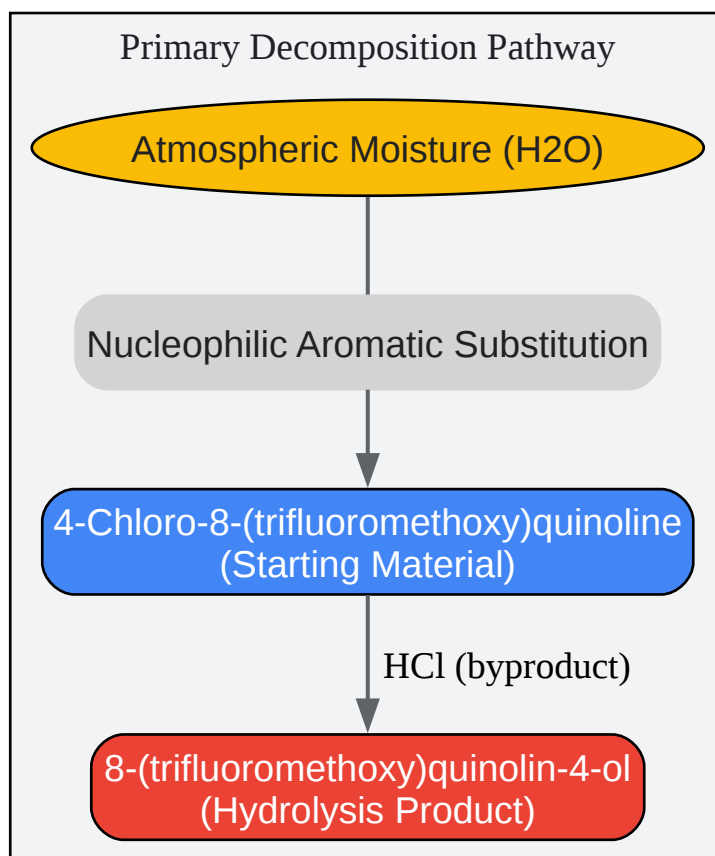 Primary Decomposition Pathway
Atmospheric Moisture (H2O)
Nucleophilic Aromatic Substitution
4-Chloro-8-(trifluoromethoxy)quinoline
(Starting Material)
HCl (byproduct)
8-(trifluoromethoxy)quinolin-4-ol
(Hydrolysis Product)